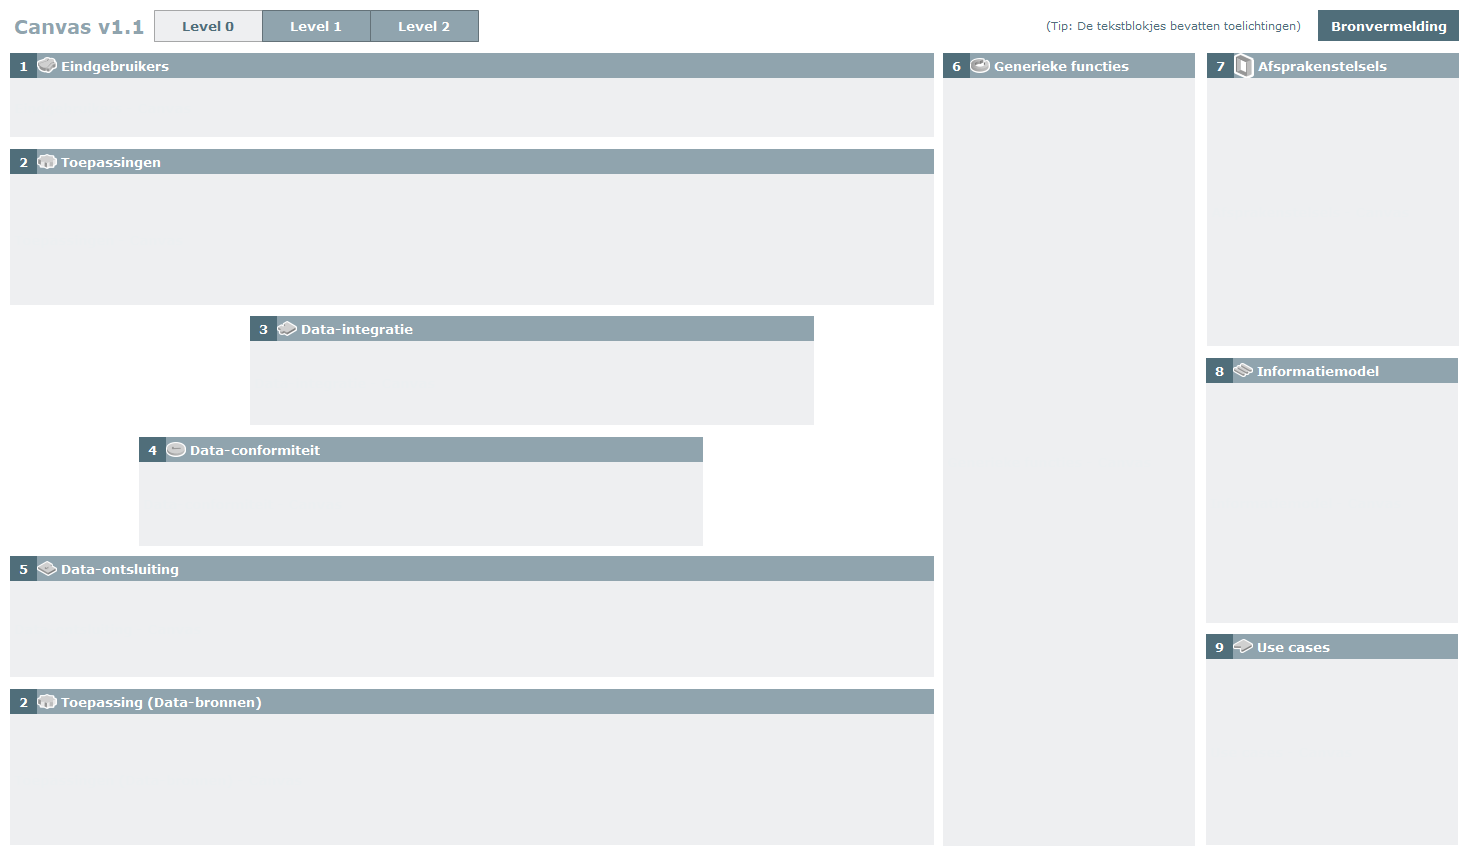 Canvas v1.1
Level 0
Level 1
Level 2
(Tip: De tekstblokjes bevatten toelichtingen)
Bronvermelding
1 Eindgebruikers
2 Toepassingen
3 Data-integratie
4 Data-conformiteit
5 Data-ontsluiting
2 Toepassing (Data-bronnen)
6 Generieke functies
7 Afsprakenstelsels
8 Informatiemodel
9 Use cases